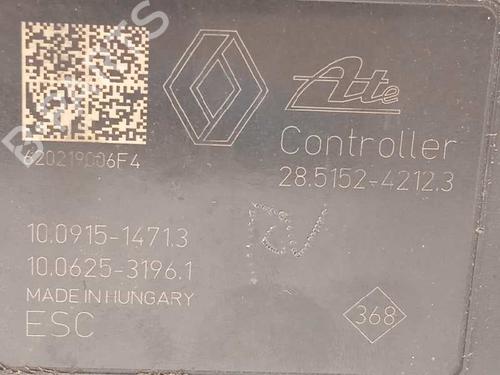 Ate
620219006F4
Controller
28.5152-4212.3
10.0915-1471.3
10.0625-3196.1
MADE IN HUNGARY
ESC
368